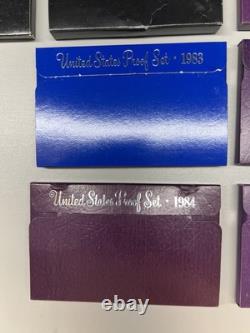 United States Proof Set · 1983
United States Proof Set · 1984